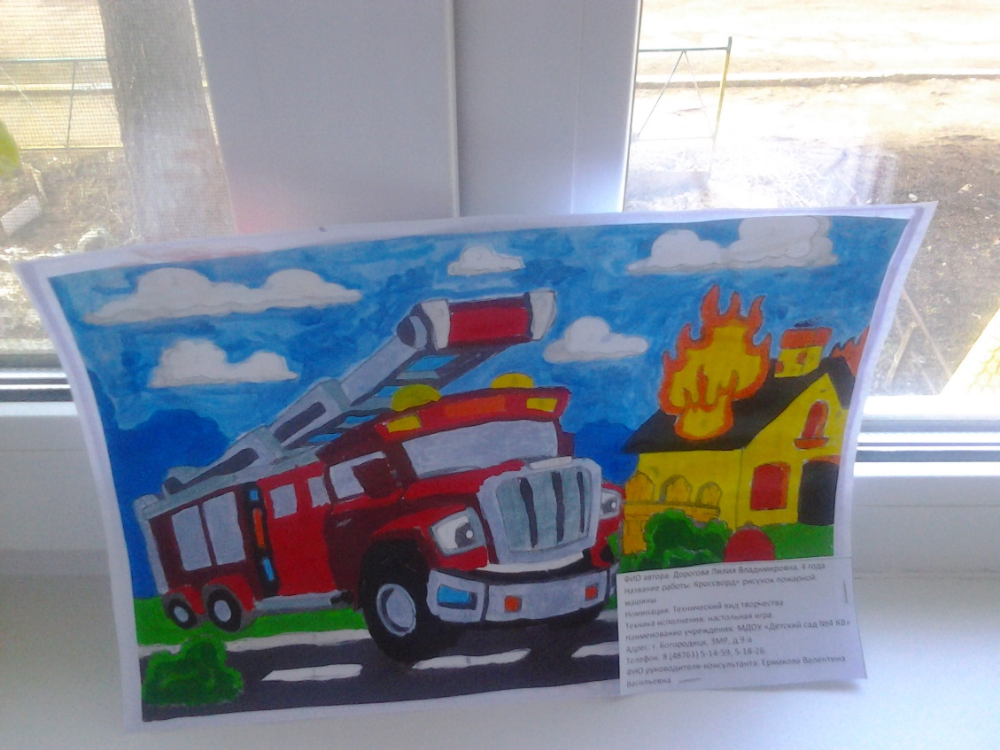 ФИО автора: Дорогова Лилия Владимировна, 4 года
Название работы: Кроссворд+ рисунок пожарной
машины
Номинация: Технический вид творчества
Техника исполнения: настольная игра
Наименование учреждения: МДОУ «Детский сад №4 КВ»
Адрес: г. Богородицк, ЗМР, д.9-а
Телефон: 8 (48761) 5-14-59, 5-18-26.
ФИО руководителя-консультанта: Ермакова Валентина
Васильевна